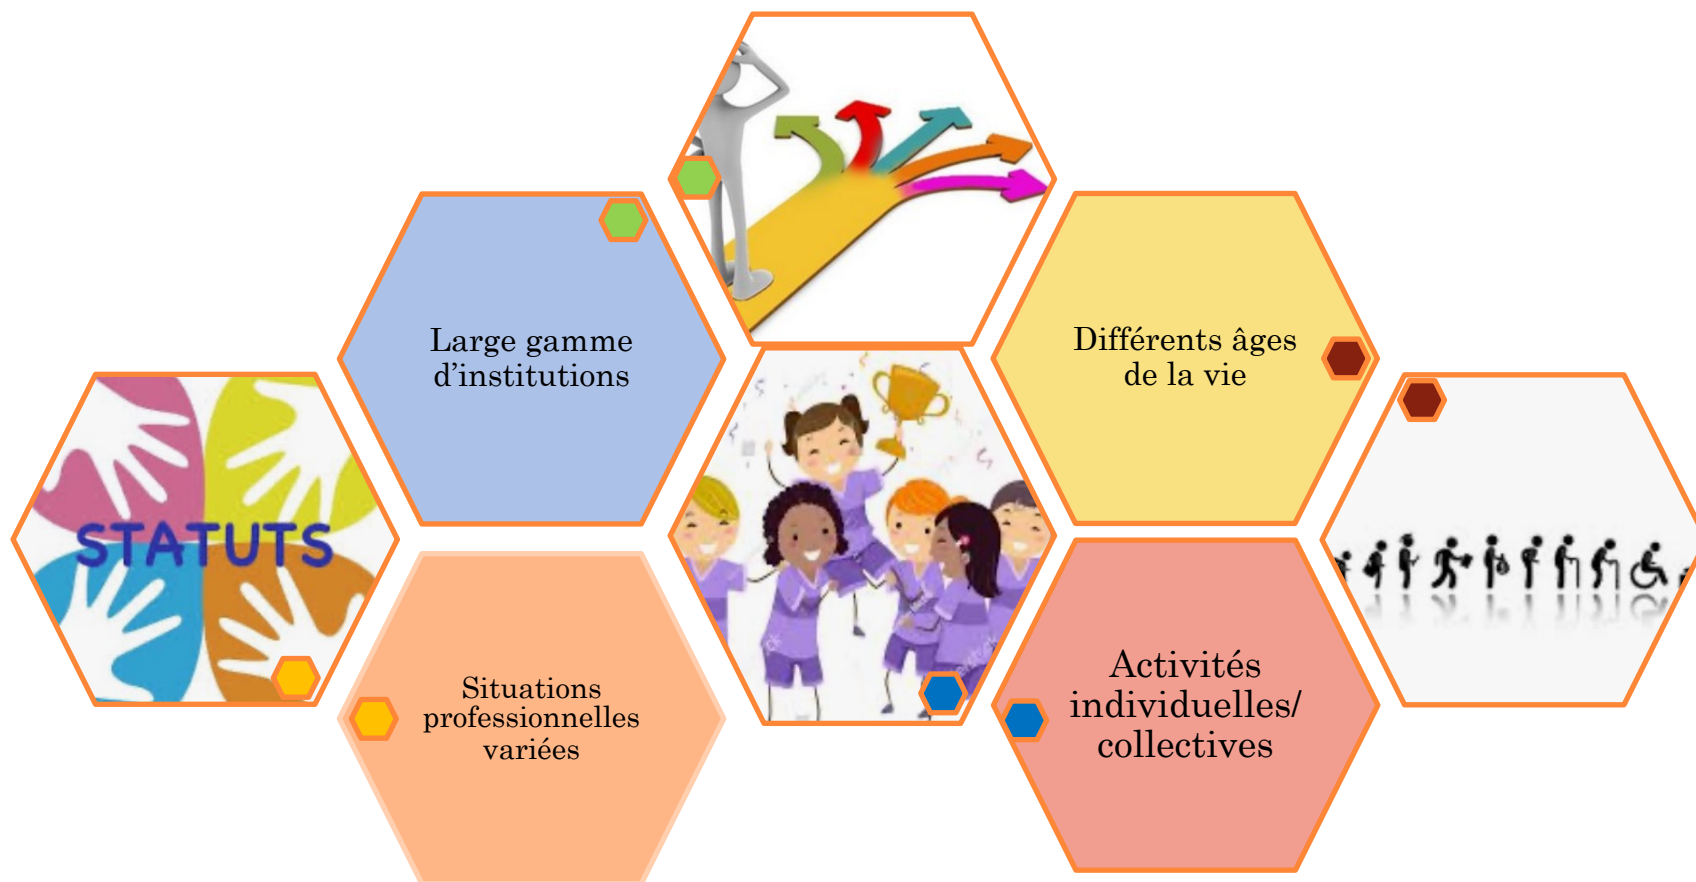 Large gamme
d’institutions
Différents âges
de la vie
STATUTS
Situations
professionnelles
variées
Activités
individuelles/
collectives